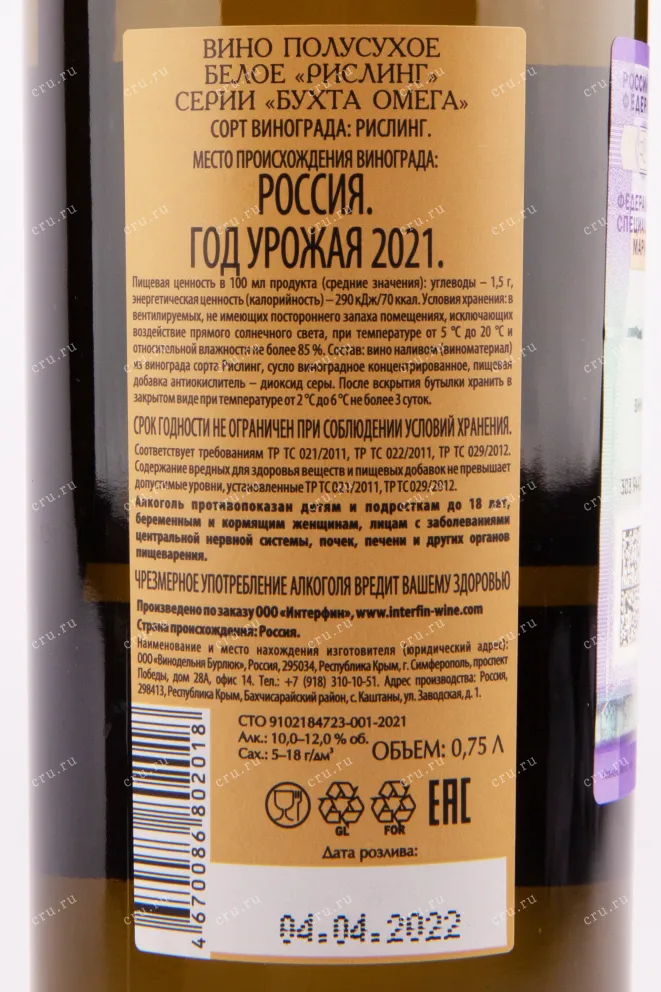 ВИНО ПОЛУСУХОЕ
БЕЛОЕ «РИСЛИНГ»
СЕРИИ «БУХТА ОМЕГА»
СОРТ ВИНОГРАДА: РИСЛИНГ.
МЕСТО ПРОИСХОЖДЕНИЯ ВИНОГРАДА:
РОССИЯ.
ГОД УРОЖАЯ 2021.
Пищевая ценность в 100 мл продукта (средние значения): углеводы – 1,5 г,
энергетическая ценность (калорийность) – 290 кДж/70 ккал. Условия хранения: в
вентилируемых, не имеющих постороннего запаха помещениях, исключающих
воздействие прямого солнечного света, при температуре от 5 °С до 20 °С и
относительной влажности не более 85 %. Состав: вино наливом (виноматериал)
из винограда сорта Рислинг, сусло виноградное концентрированное, пищевая
добавка антиокислитель – диоксид серы. После вскрытия бутылки хранить в
закрытом виде при температуре от 2 °С до 6 °С не более 3 суток.
СРОК ГОДНОСТИ НЕ ОГРАНИЧЕН ПРИ СОБЛЮДЕНИИ УСЛОВИЙ ХРАНЕНИЯ.
Соответствует требованиям ТР ТС 021/2011, ТР ТС 022/2011, ТР ТС 029/2012.
Содержание вредных для здоровья веществ и пищевых добавок не превышает
допустимые уровни, установленные ТР ТС 021/2011, ТР ТС 029/2012.
Алкоголь противопоказан детям и подросткам до 18 лет,
беременным и кормящим женщинам, лицам с заболеваниями
центральной нервной системы, почек, печени и других органов
пищеварения.
ЧРЕЗМЕРНОЕ УПОТРЕБЛЕНИЕ АЛКОГОЛЯ ВРЕДИТ ВАШЕМУ ЗДОРОВЬЮ
Произведено по заказу ООО «Интерфин», www.interfin-wine.com
Страна происхождения: Россия.
Наименование и место нахождения изготовителя (юридический адрес):
ООО «Винодельня Бурлюк», Россия, 295034, Республика Крым, г. Симферополь, проспект
Победы, дом 28А, офис 14. Тел.: +7 (918) 310-10-51. Адрес производства: Россия,
298413, Республика Крым, Бахчисарайский район, с. Каштаны, ул. Заводская, д. 1.
СТО 9102184723-001-2021
Алк.: 10,0–12,0 % об.
Сах.: 5–18 г/дм³
ОБЪЕМ: 0,75 Л
GL FOR ЕАС
Дата розлива:
04.04.2022
4 670086 802018
cru.ru